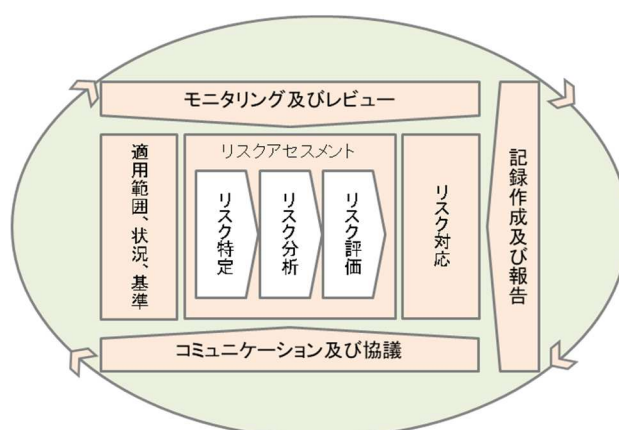 モニタリング及びレビュー
適用範囲、状況、基準
リスクアセスメント
リスク特定
リスク分析
リスク評価
リスク対応
記録作成及び報告
コミュニケーション及び協議